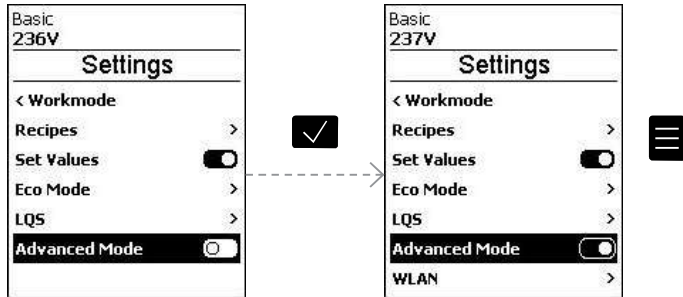 Basic
236V
Settings
< Workmode
Recipes >
Set Values
Eco Mode >
LQS >
Advanced Mode
Basic
237V
Settings
< Workmode
Recipes >
Set Values
Eco Mode >
LQS >
Advanced Mode
WLAN >